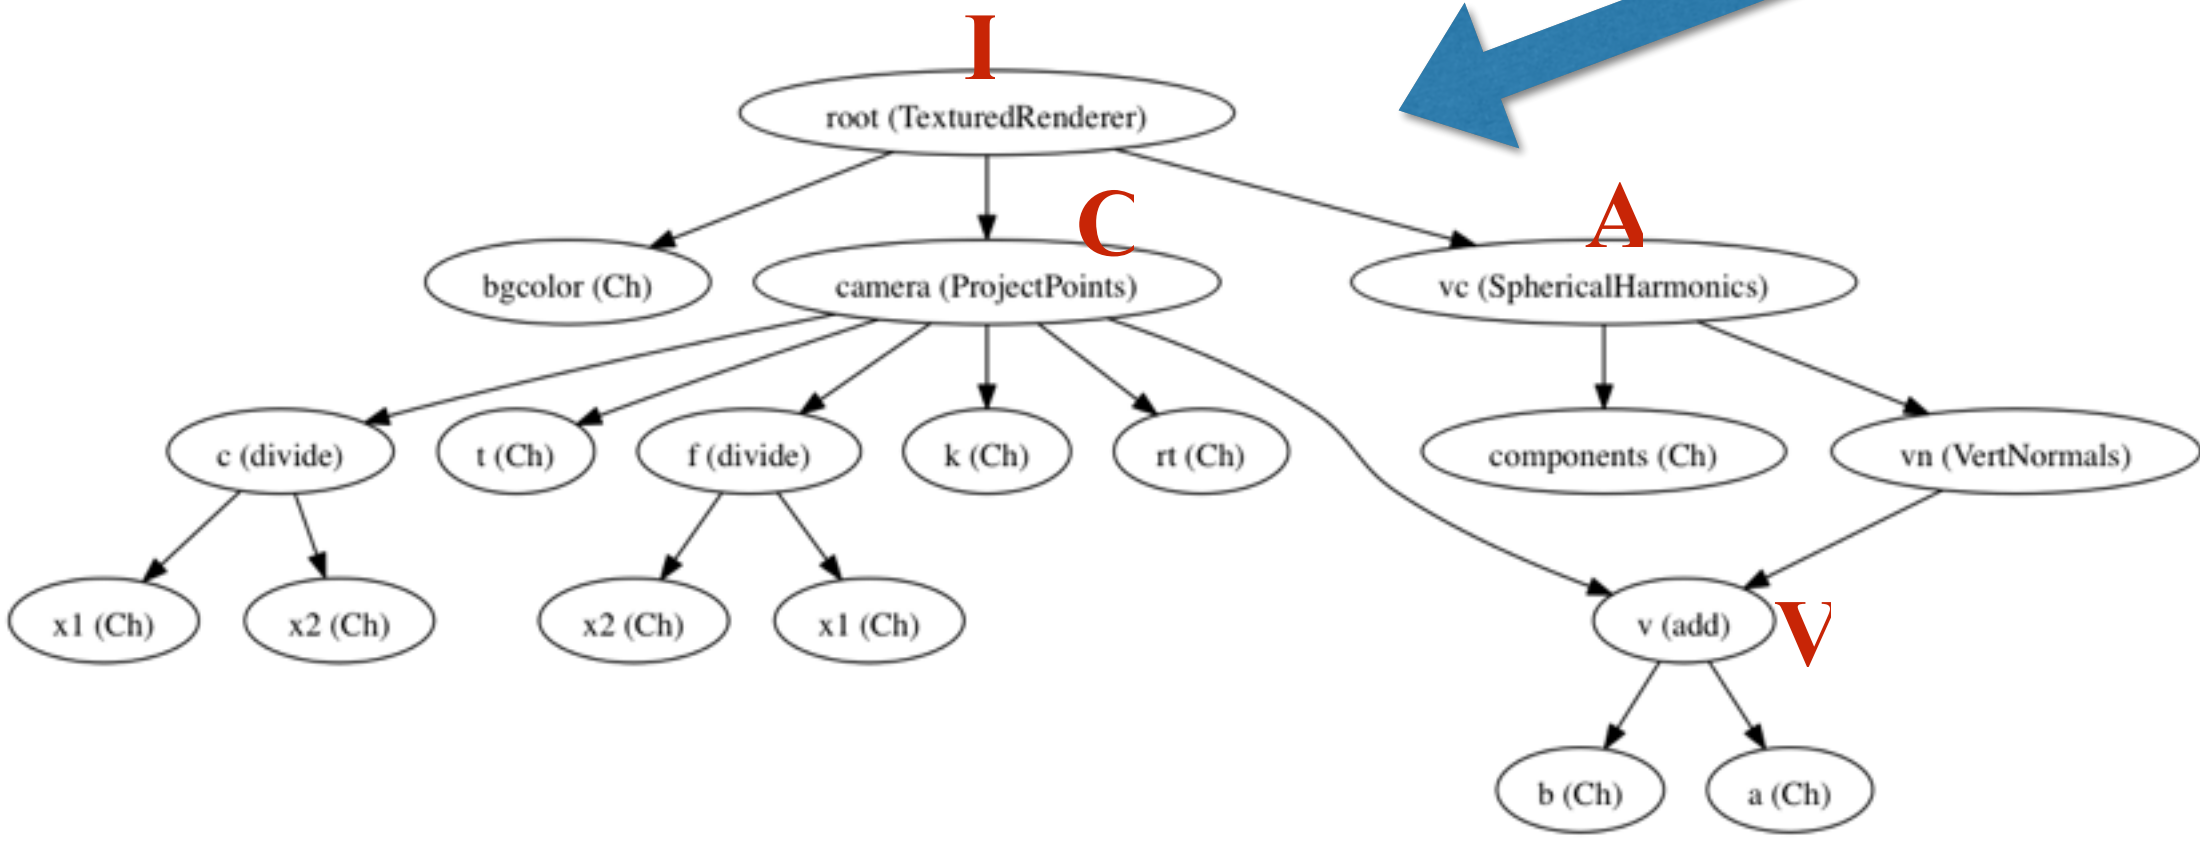 I
root (TexturedRenderer)
C
A
bgcolor (Ch)
camera (ProjectPoints)
vc (SphericalHarmonics)
c (divide)
t (Ch)
f (divide)
k (Ch)
rt (Ch)
components (Ch)
vn (VertNormals)
x1 (Ch)
x2 (Ch)
x2 (Ch)
x1 (Ch)
v (add)
V
b (Ch)
a (Ch)